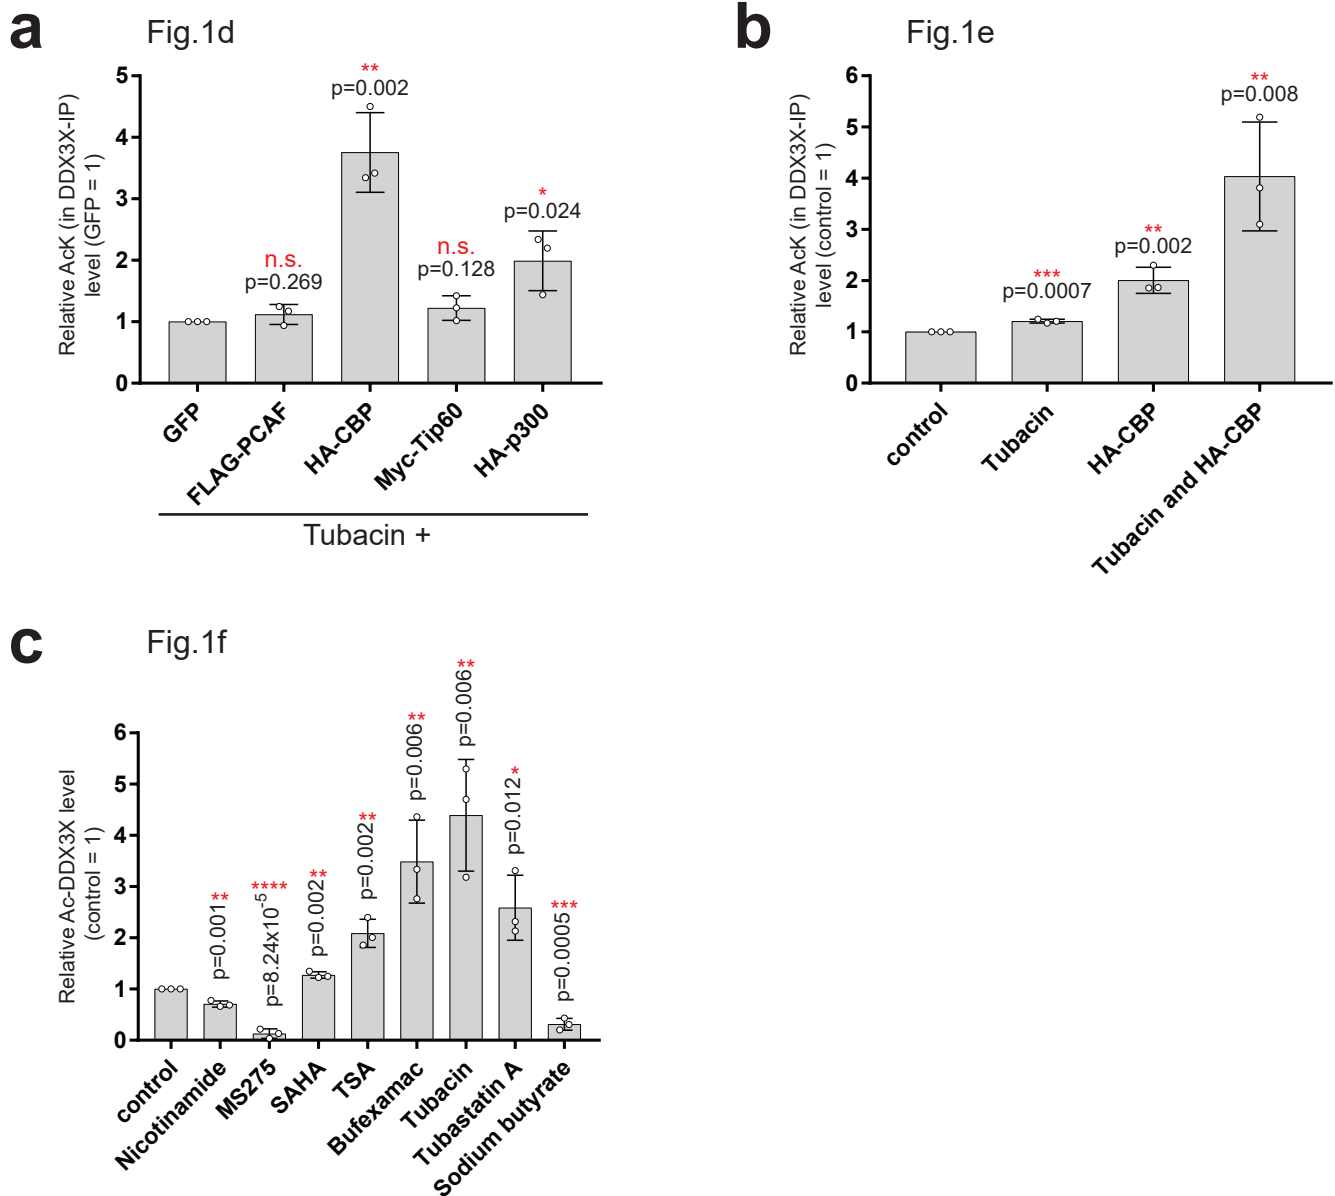 a
Fig.1d
Relative AcK (in DDX3X-IP)
level (GFP = 1)
5
4
3
2
1
0
n.s.
p=0.269
**
p=0.002
n.s.
p=0.128
*
p=0.024
GFP
FLAG-PCAF
HA-CBP
Myc-Tip60
HA-p300
Tubacin +
b
Fig.1e
Relative AcK (in DDX3X-IP)
level (control = 1)
6
5
4
3
2
1
0
***
p=0.0007
**
p=0.002
**
p=0.008
control
Tubacin
HA-CBP
Tubacin and HA-CBP
c
Fig.1f
Relative Ac-DDX3X level
(control = 1)
6
5
4
3
2
1
0
p=0.001**
p=8.24x10⁻⁵****
p=0.002**
p=0.002**
p=0.006**
p=0.006**
p=0.012*
p=0.0005***
control
Nicotinamide
MS275
SAHA
TSA
Bufexamac
Tubacin
Tubastatin A
Sodium butyrate